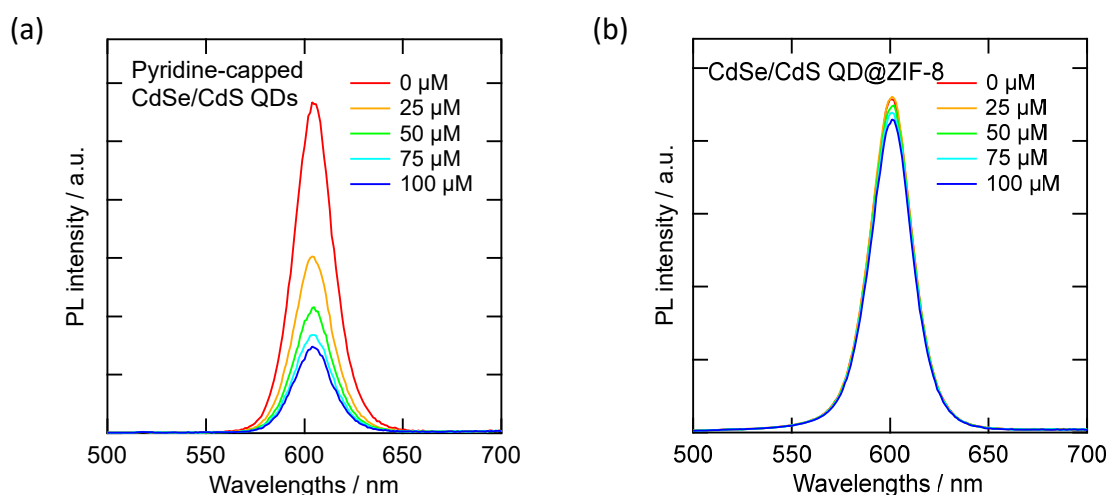 (a)
Pyridine-capped
CdSe/CdS QDs
0 µM
25 µM
50 µM
75 µM
100 µM
PL intensity / a.u.
500
550
600
650
700
Wavelengths / nm
(b)
CdSe/CdS QD@ZIF-8
0 µM
25 µM
50 µM
75 µM
100 µM
PL intensity / a.u.
500
550
600
650
700
Wavelengths / nm